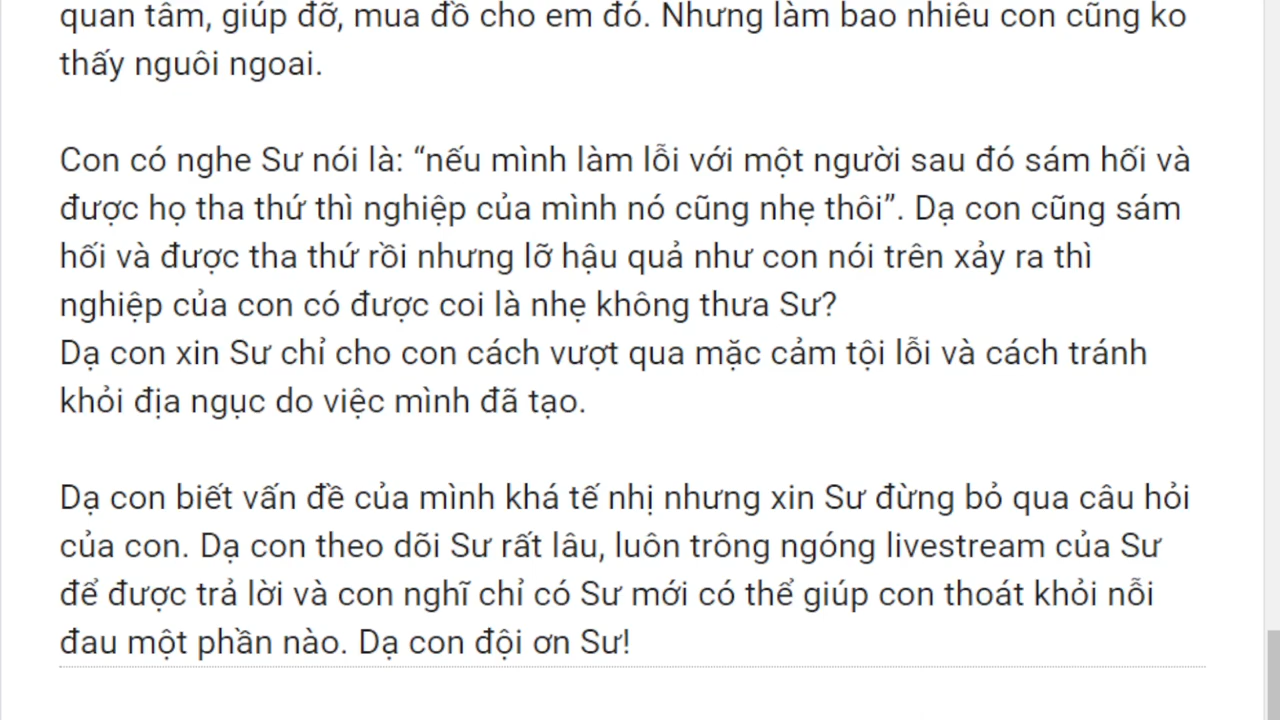 quan tâm, giúp đỡ, mua đồ cho em đó. Nhưng làm bao nhiêu con cũng ko
thấy nguôi ngoai.
Con có nghe Sư nói là: “nếu mình làm lỗi với một người sau đó sám hối và
được họ tha thứ thì nghiệp của mình nó cũng nhẹ thôi”. Dạ con cũng sám
hối và được tha thứ rồi nhưng lỡ hậu quả như con nói trên xảy ra thì
nghiệp của con có được coi là nhẹ không thưa Sư?
Dạ con xin Sư chỉ cho con cách vượt qua mặc cảm tội lỗi và cách tránh
khỏi địa ngục do việc mình đã tạo.
Dạ con biết vấn đề của mình khá tế nhị nhưng xin Sư đừng bỏ qua câu hỏi
của con. Dạ con theo dõi Sư rất lâu, luôn trông ngóng livestream của Sư
để được trả lời và con nghĩ chỉ có Sư mới có thể giúp con thoát khỏi nỗi
đau một phần nào. Dạ con đội ơn Sư!